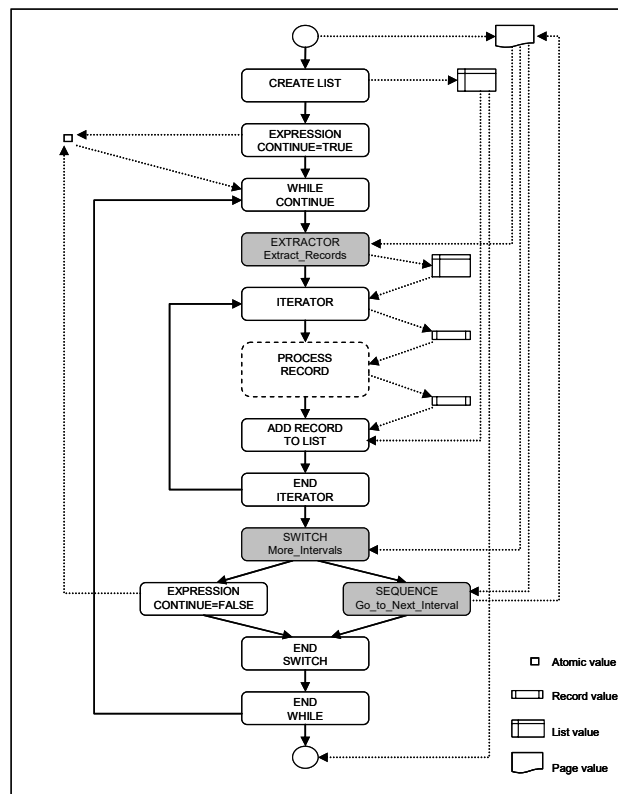 CREATE LIST
EXPRESSION
CONTINUE=TRUE
WHILE
CONTINUE
EXTRACTOR
Extract_Records
ITERATOR
PROCESS
RECORD
ADD RECORD
TO LIST
END
ITERATOR
SWITCH
More_Intervals
EXPRESSION
CONTINUE=FALSE
SEQUENCE
Go_to_Next_Interval
END
SWITCH
END
WHILE
Atomic value
Record value
List value
Page value